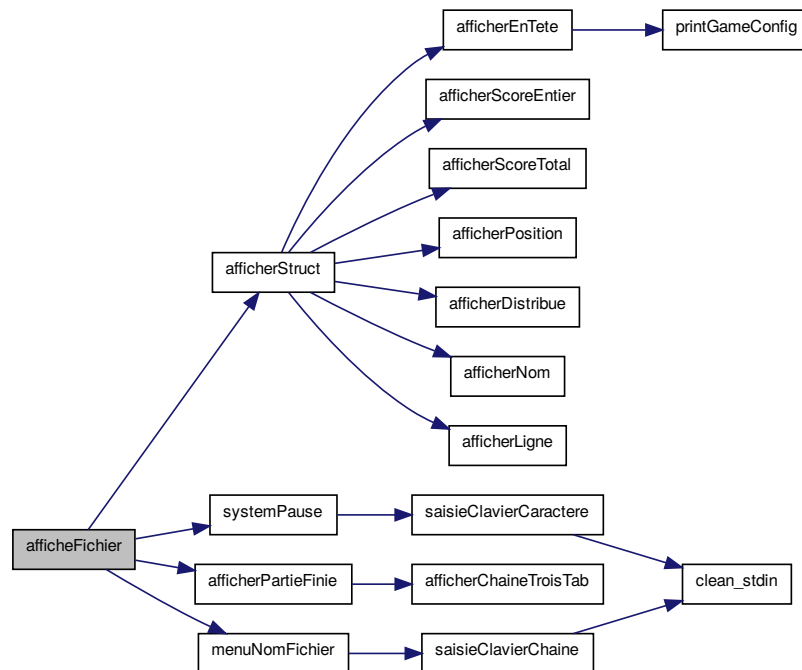 afficherEnTete
printGameConfig
afficherScoreEntier
afficherScoreTotal
afficherPosition
afficherStruct
afficherDistribue
afficherNom
afficherLigne
systemPause
saisieClavierCaractere
afficheFichier
afficherPartieFinie
afficherChaineTroisTab
clean_stdin
menuNomFichier
saisieClavierChaine